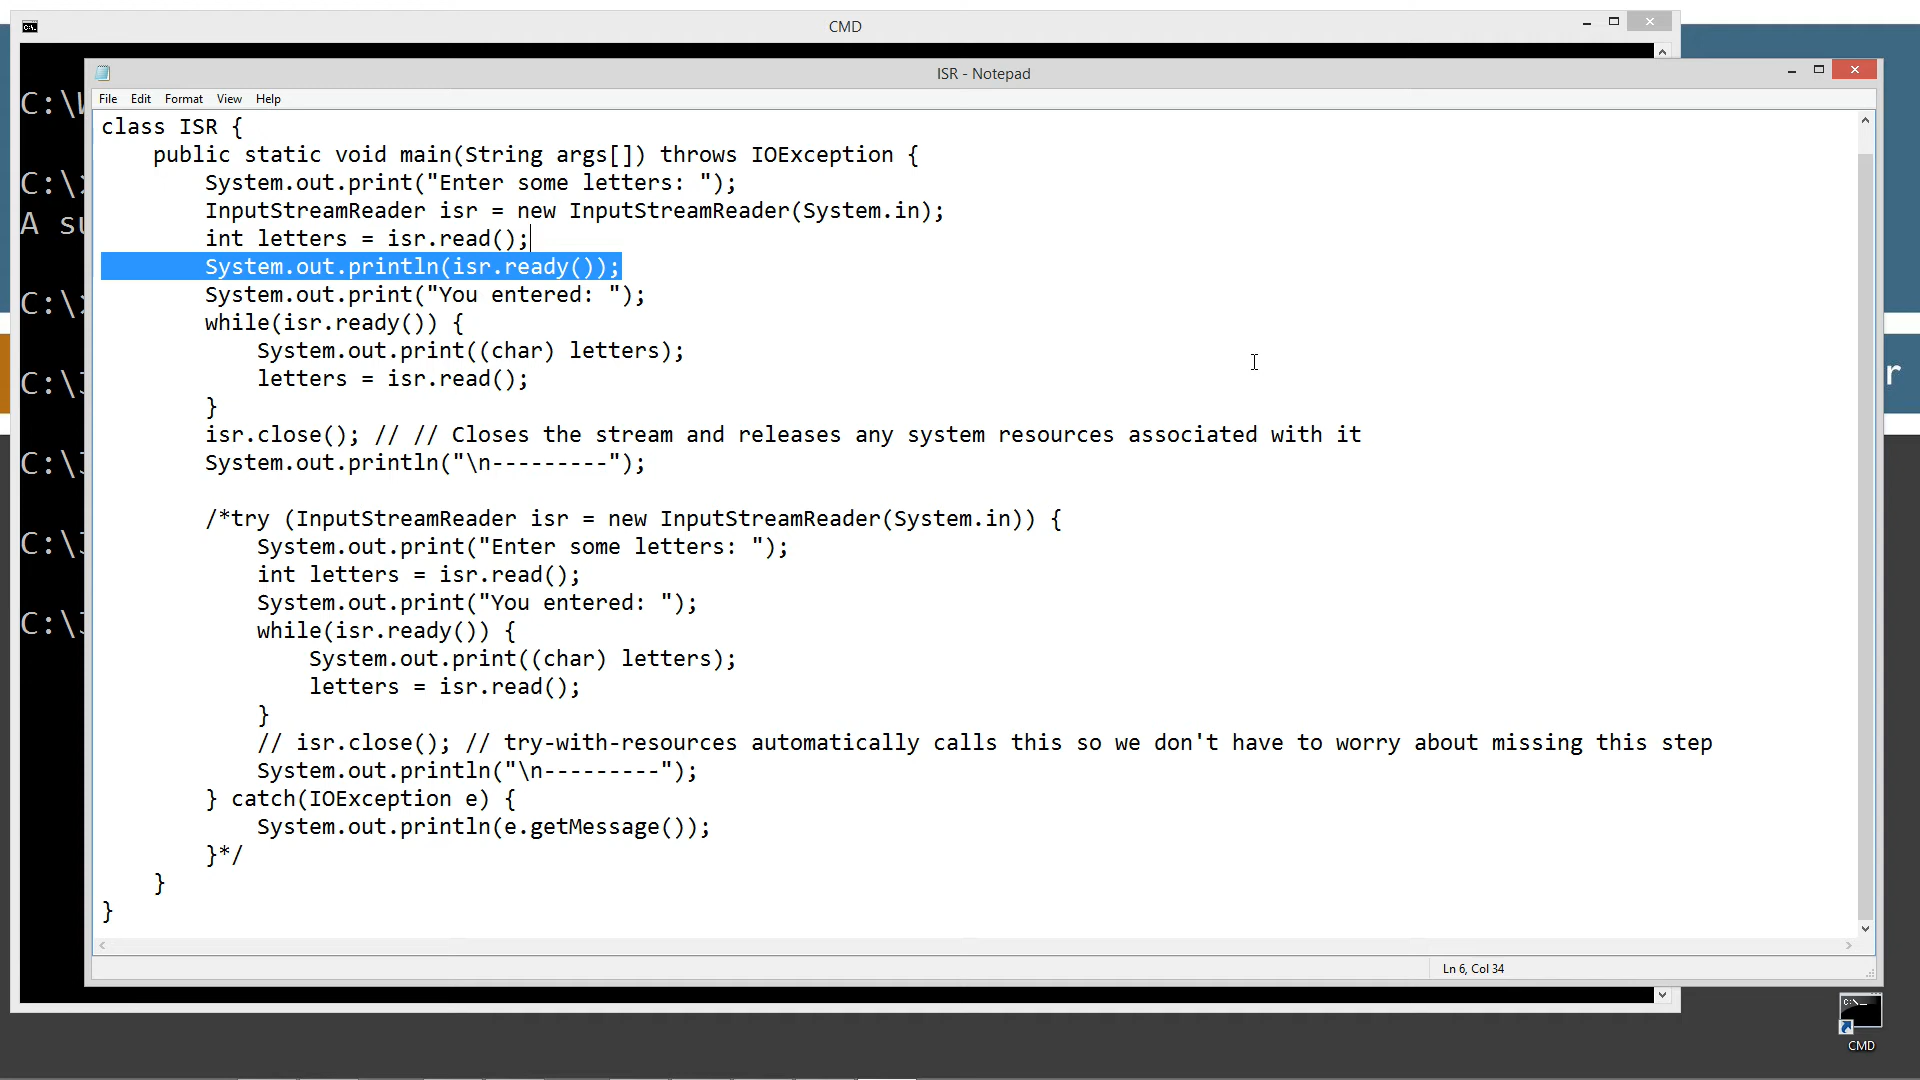 CMD
ISR - Notepad
File Edit Format View Help
class ISR {
    public static void main(String args[]) throws IOException {
        System.out.print("Enter some letters: ");
        InputStreamReader isr = new InputStreamReader(System.in);
        int letters = isr.read();
        System.out.println(isr.ready());
        System.out.print("You entered: ");
        while(isr.ready()) {
            System.out.print((char) letters);
            letters = isr.read();
        }
        isr.close(); // // Closes the stream and releases any system resources associated with it
        System.out.println("\n---------");

        /*try (InputStreamReader isr = new InputStreamReader(System.in)) {
            System.out.print("Enter some letters: ");
            int letters = isr.read();
            System.out.print("You entered: ");
            while(isr.ready()) {
                System.out.print((char) letters);
                letters = isr.read();
            }
            // isr.close(); // try-with-resources automatically calls this so we don't have to worry about missing this step
            System.out.println("\n---------");
        } catch(IOException e) {
            System.out.println(e.getMessage());
        }*/
    }
}
Ln 6, Col 34
C:\
C:\
A su
C:\
C:\
C:\
C:\
C:\
r
CMD